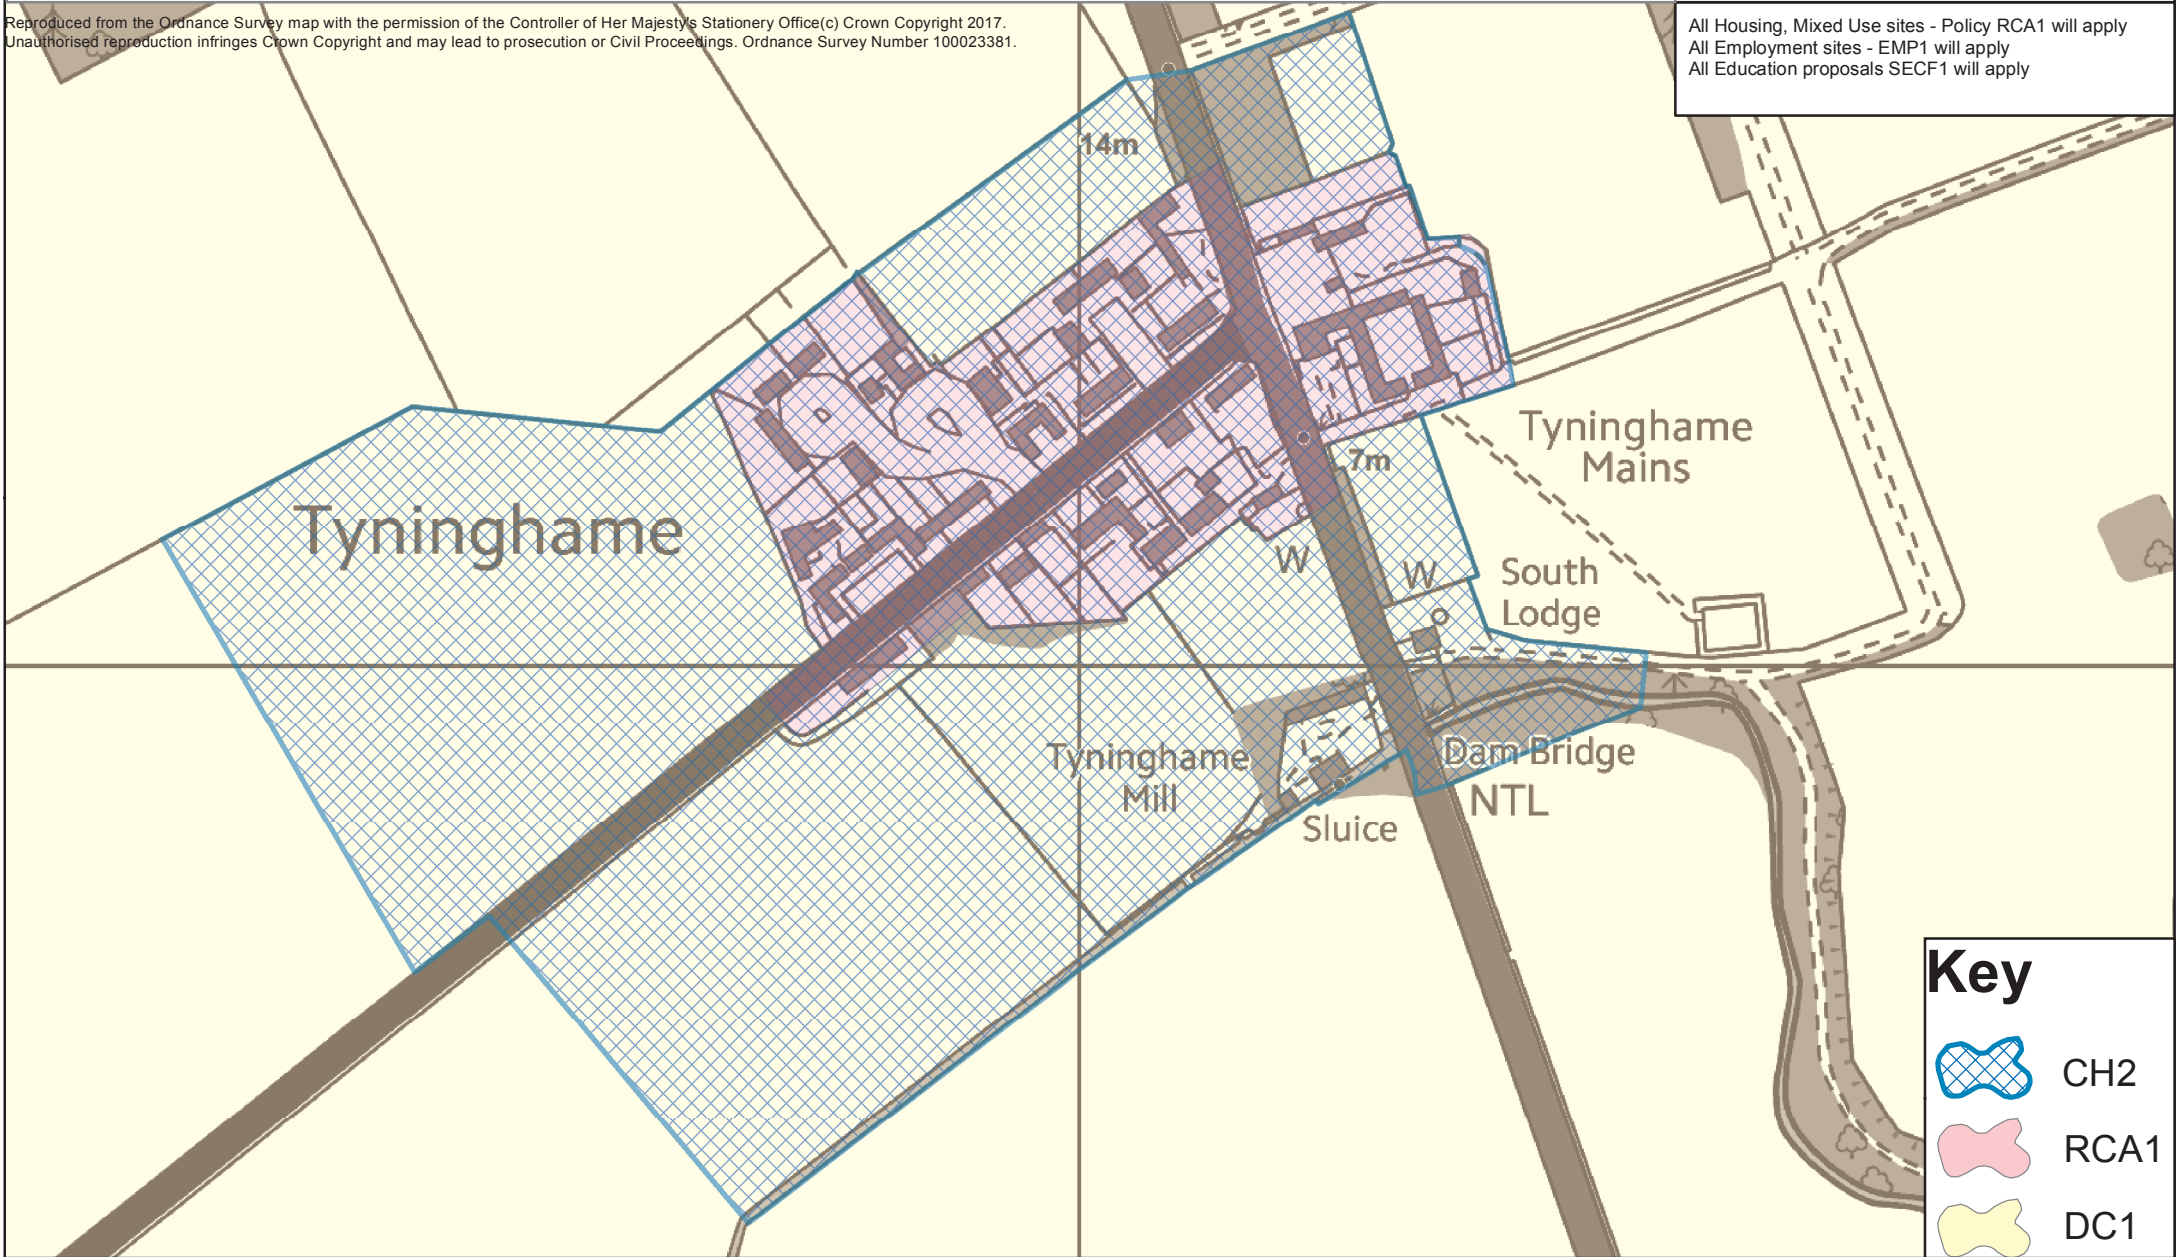 Reproduced from the Ordnance Survey map with the permission of the Controller of Her Majesty's Stationery Office(c) Crown Copyright 2017.
Unauthorised reproduction infringes Crown Copyright and may lead to prosecution or Civil Proceedings. Ordnance Survey Number 100023381.
All Housing, Mixed Use sites - Policy RCA1 will apply
All Employment sites - EMP1 will apply
All Education proposals SECF1 will apply
14m
Tyninghame
Mains
7m
Tyninghame
W
W
South
Lodge
Tyninghame
Mill
Dam Bridge
NTL
Sluice
Key
CH2
RCA1
DC1